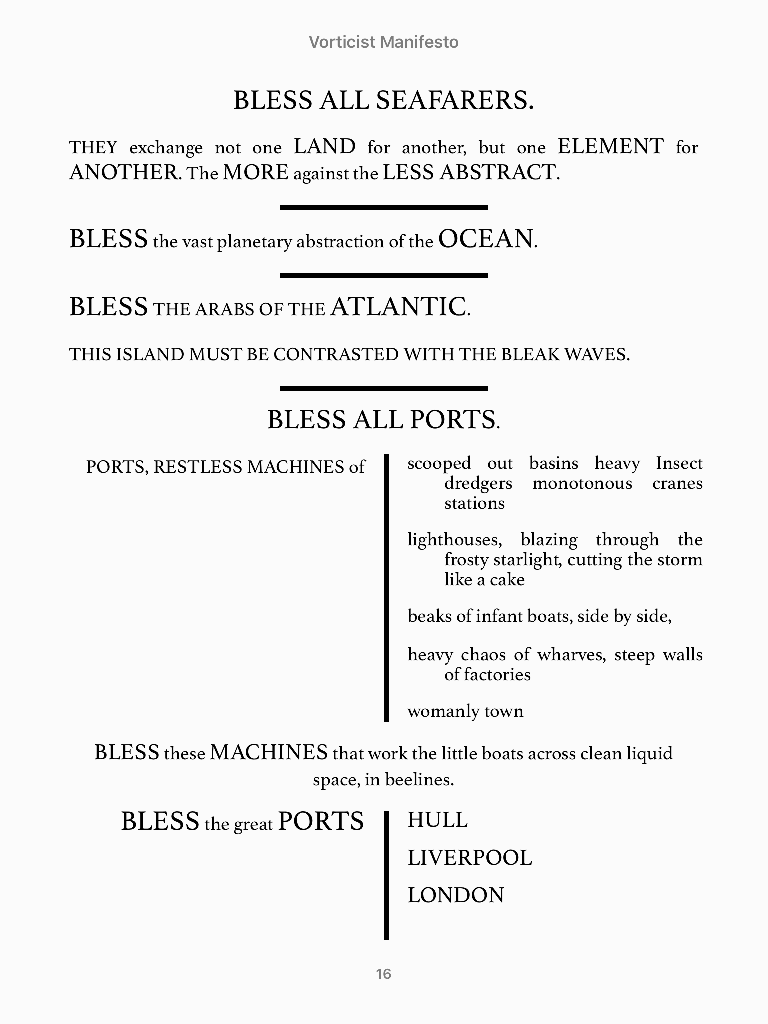 Vorticist Manifesto
BLESS ALL SEAFARERS.
THEY exchange not one LAND for another, but one ELEMENT for
ANOTHER. The MORE against the LESS ABSTRACT.
BLESS the vast planetary abstraction of the OCEAN.
BLESS THE ARABS OF THE ATLANTIC.
THIS ISLAND MUST BE CONTRASTED WITH THE BLEAK WAVES.
BLESS ALL PORTS.
PORTS, RESTLESS MACHINES of
scooped out basins heavy Insect
dredgers monotonous cranes
stations
lighthouses, blazing through the
frosty starlight, cutting the storm
like a cake
beaks of infant boats, side by side,
heavy chaos of wharves, steep walls
of factories
womanly town
BLESS these MACHINES that work the little boats across clean liquid
space, in beelines.
BLESS the great PORTS
HULL
LIVERPOOL
LONDON
16